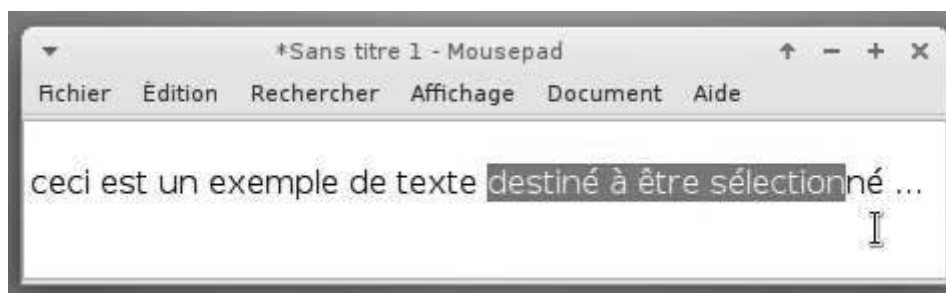 *Sans titre 1 - Mousepad
Fichier Édition Rechercher Affichage Document Aide
ceci est un exemple de texte destiné à être sélectionné ...